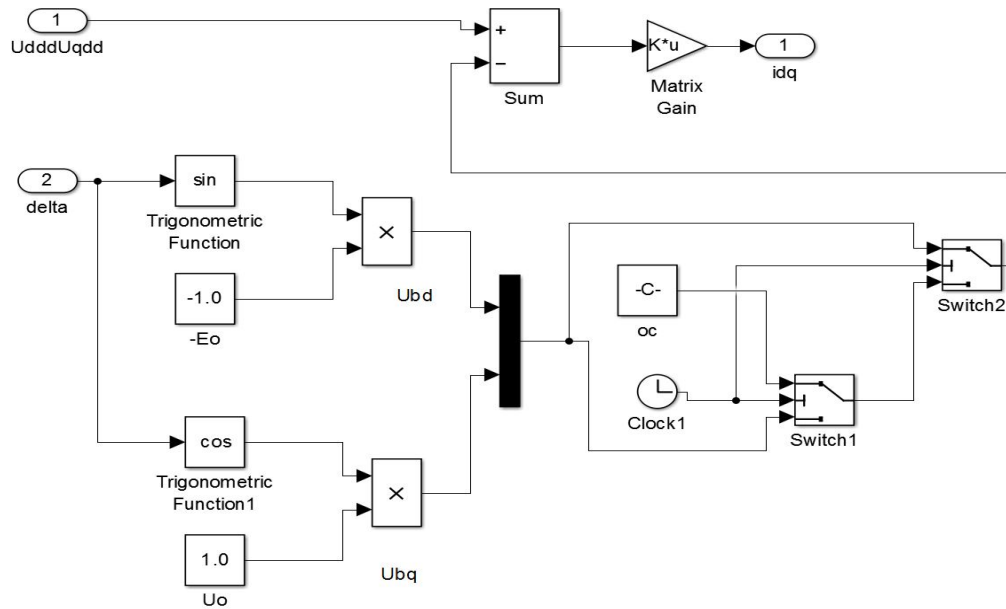 1
UdddUqdd
+
−
Sum
K*u
Matrix
Gain
1
idq
2
delta
sin
Trigonometric
Function
×
Ubd
-1.0
-Eo
-C-
oc
Switch2
Clock1
Switch1
cos
Trigonometric
Function1
×
Ubq
1.0
Uo